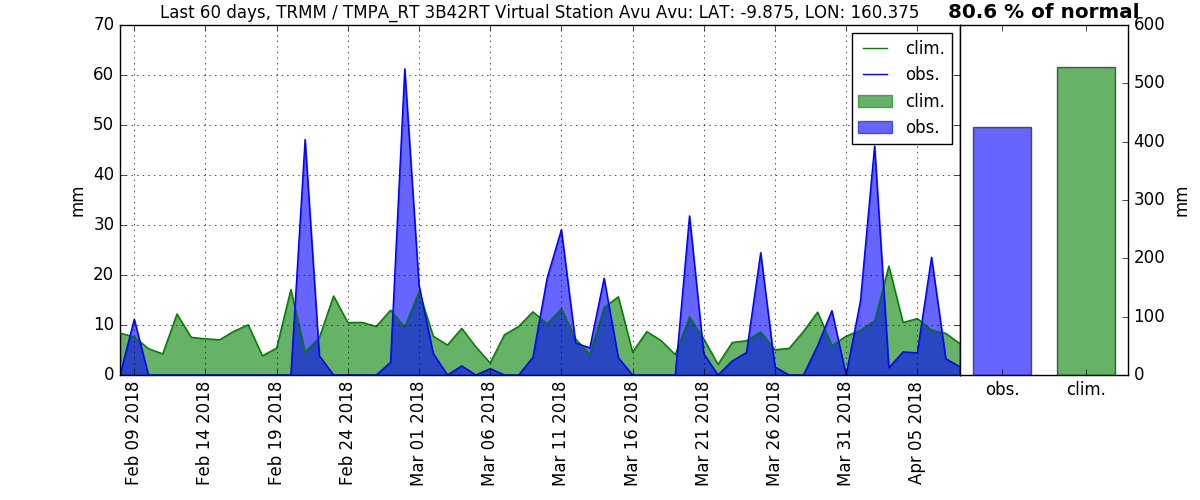 Last 60 days, TRMM / TMPA_RT 3B42RT Virtual Station Avu Avu: LAT: -9.875, LON: 160.375
80.6 % of normal
70
60
50
40
30
20
10
0
mm
clim.
obs.
clim.
obs.
600
500
400
300
200
100
0
mm
Feb 09 2018
Feb 14 2018
Feb 19 2018
Feb 24 2018
Mar 01 2018
Mar 06 2018
Mar 11 2018
Mar 16 2018
Mar 21 2018
Mar 26 2018
Mar 31 2018
Apr 05 2018
obs.
clim.